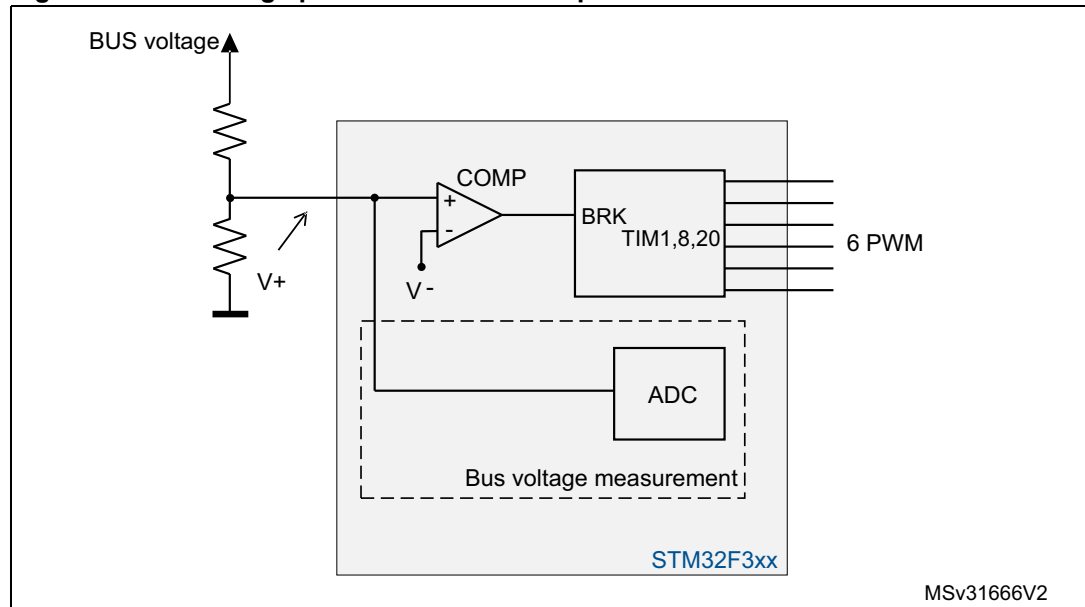 BUS voltage
COMP
+
-
BRK
TIM1,8,20
6 PWM
V+
V -
ADC
Bus voltage measurement
STM32F3xx
MSv31666V2